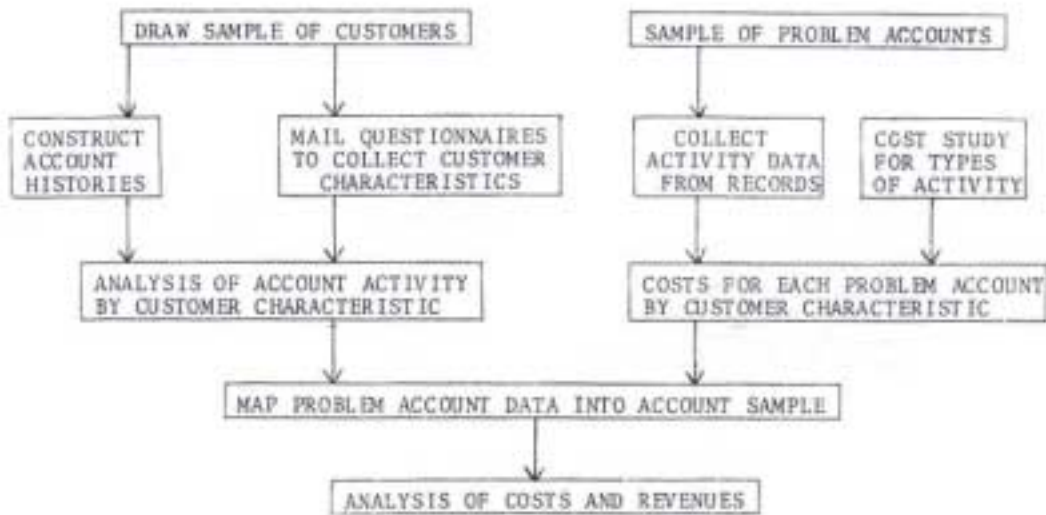 DRAW SAMPLE OF CUSTOMERS
SAMPLE OF PROBLEM ACCOUNTS
CONSTRUCT
ACCOUNT
HISTORIES
MAIL QUESTIONNAIRES
TO COLLECT CUSTOMER
CHARACTERISTICS
COLLECT
ACTIVITY DATA
FROM RECORDS
COST STUDY
FOR TYPES
OF ACTIVITY
ANALYSIS OF ACCOUNT ACTIVITY
BY CUSTOMER CHARACTERISTIC
COSTS FOR EACH PROBLEM ACCOUNT
BY CUSTOMER CHARACTERISTIC
MAP PROBLEM ACCOUNT DATA INTO ACCOUNT SAMPLE
ANALYSIS OF COSTS AND REVENUES